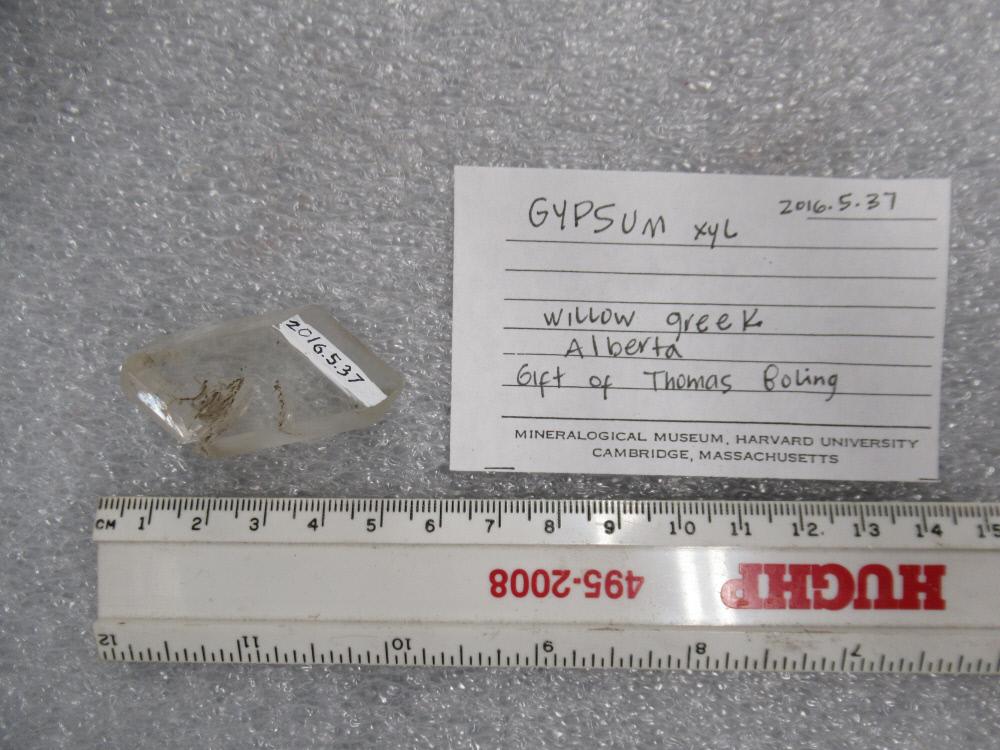 GYPSUM xyL 2016.5.37
Willow greek
Alberta
Gift of Thomas Boling
MINERALOGICAL MUSEUM, HARVARD UNIVERSITY
CAMBRIDGE, MASSACHUSETTS
2016.5.37
CM 1 2 3 4 5 6 7 8 9 10 11 12 13 14 15
495-2008 HUGHP
12 11 10 9 8 7